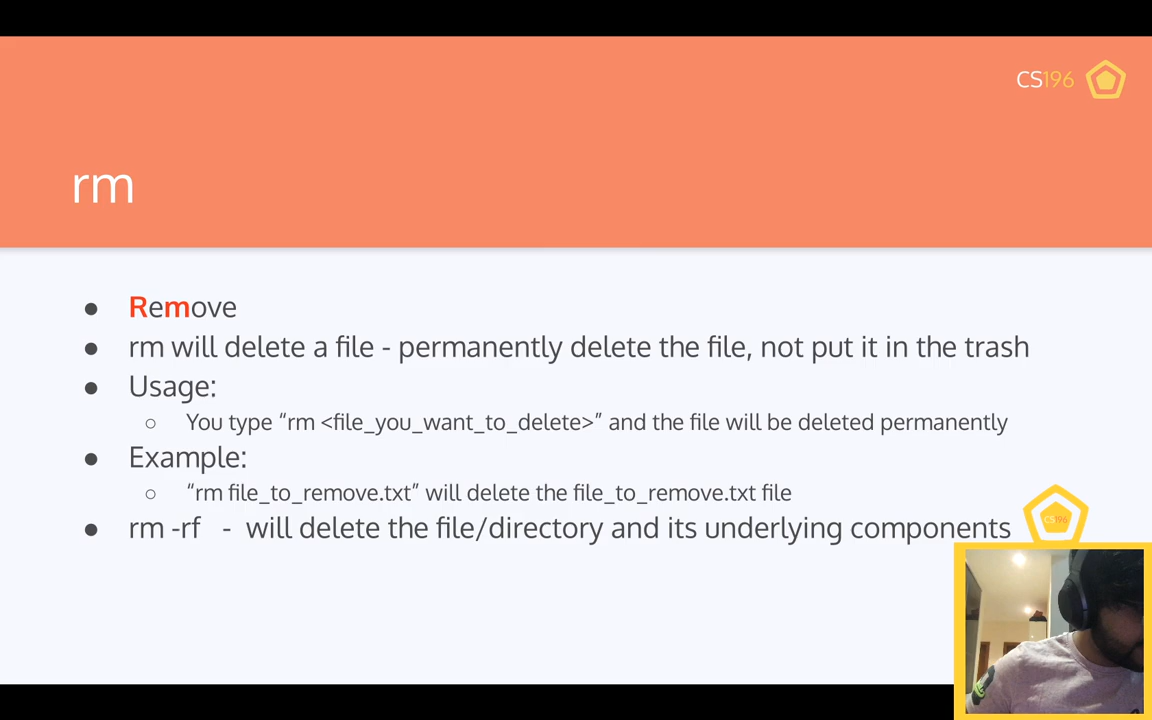 CS196
rm
● Remove
● rm will delete a file - permanently delete the file, not put it in the trash
● Usage:
○ You type “rm <file_you_want_to_delete>” and the file will be deleted permanently
● Example:
○ “rm file_to_remove.txt” will delete the file_to_remove.txt file
● rm -rf - will delete the file/directory and its underlying components
CS196